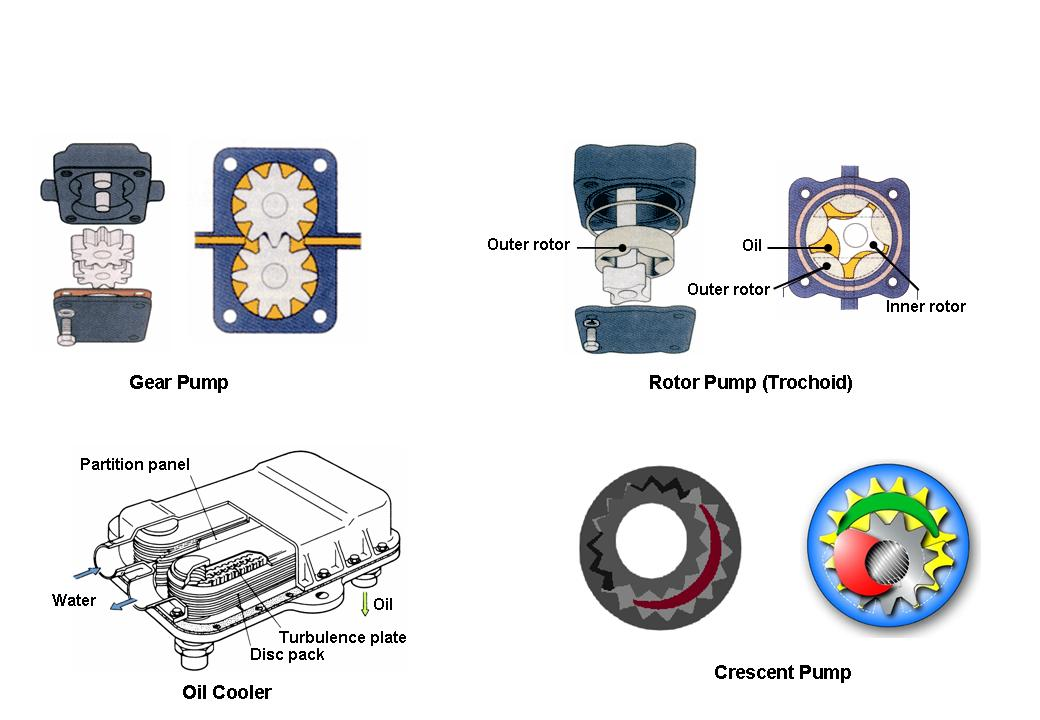 Outer rotor
Oil
Outer rotor
Inner rotor
Gear Pump
Rotor Pump (Trochoid)
Partition panel
Water
Oil
Turbulence plate
Disc pack
Oil Cooler
Crescent Pump